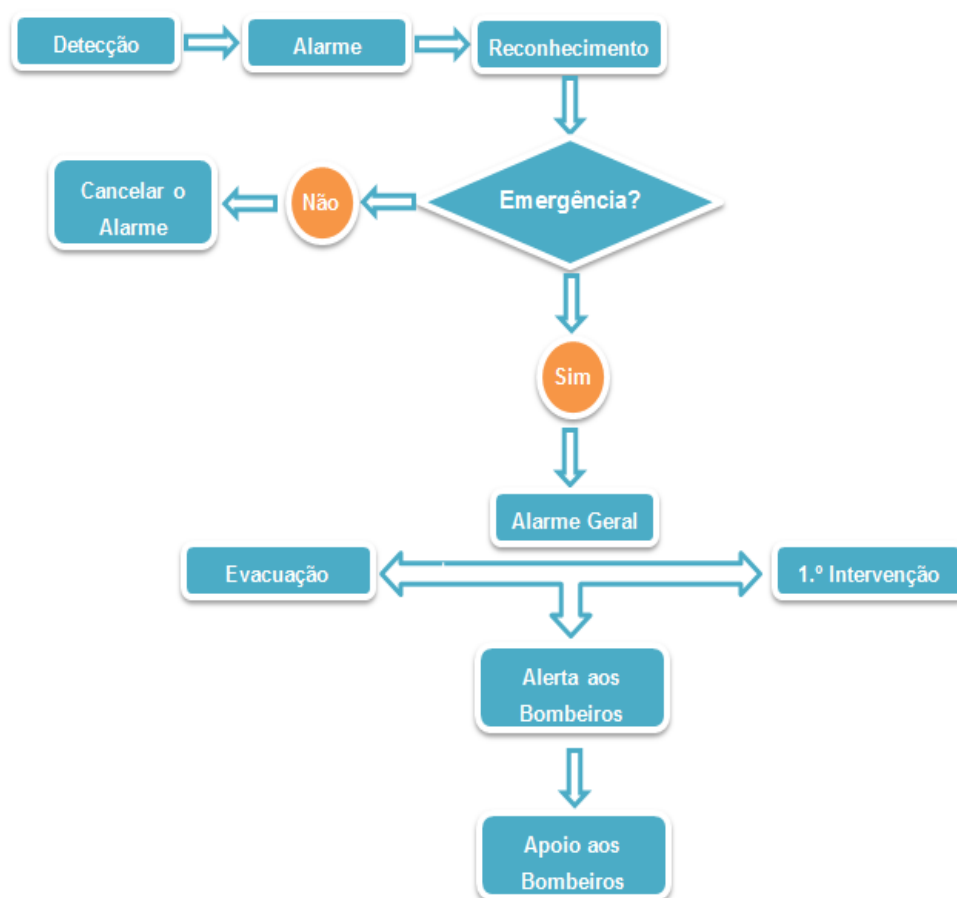 Detecção
Alarme
Reconhecimento
Emergência?
Não
Cancelar o
Alarme
Sim
Alarme Geral
Evacuação
1.º Intervenção
Alerta aos
Bombeiros
Apoio aos
Bombeiros